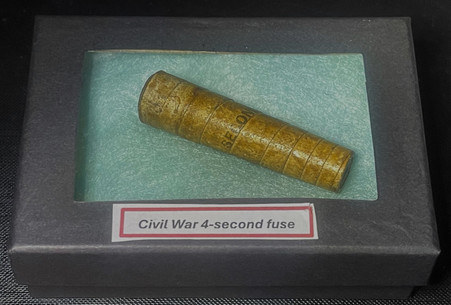 Civil War 4-second fuse